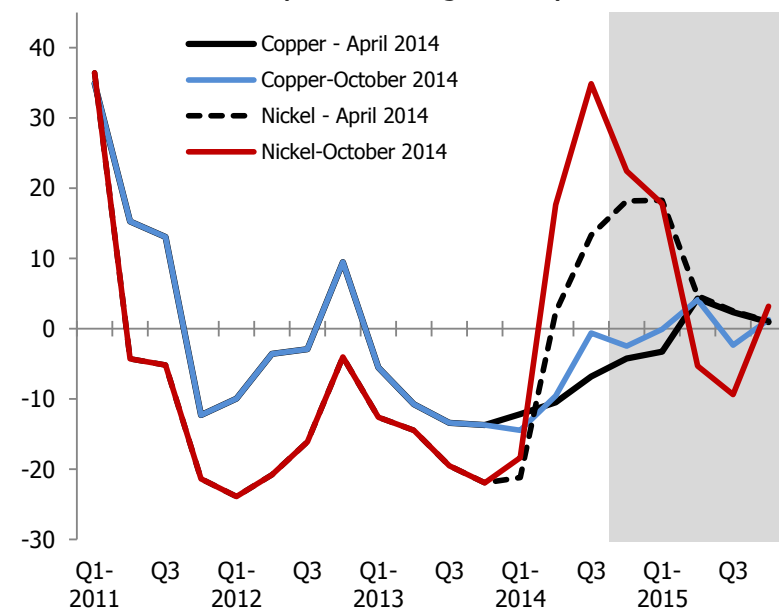 40
30
20
10
0
-10
-20
-30
Copper - April 2014
Copper-October 2014
Nickel - April 2014
Nickel-October 2014
Q1- Q3 Q1- Q3 Q1- Q3 Q1- Q3 Q1- Q3
2011 2012 2013 2014 2015